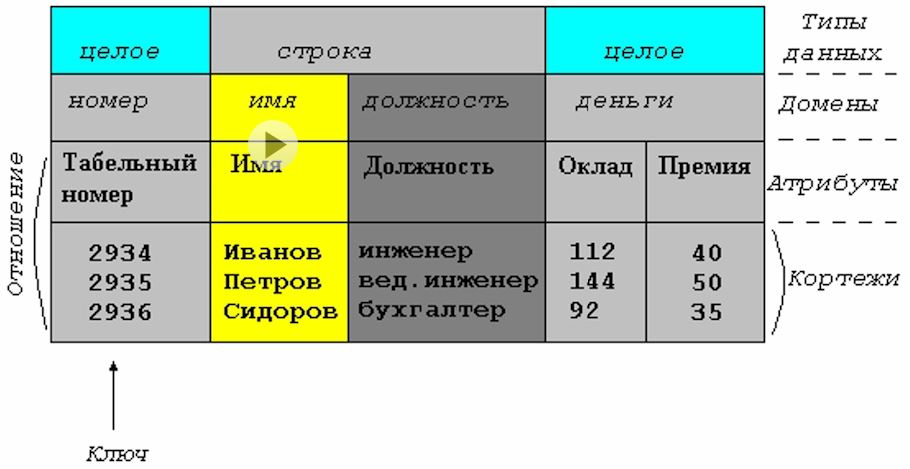 целое строка целое Типы данных
номер имя должность деньги Домены
Табельный номер Имя Должность Оклад Премия Атрибуты
Отношение
2934 Иванов инженер 112 40
2935 Петров вед.инженер 144 50 Кортежи
2936 Сидоров бухгалтер 92 35
Ключ